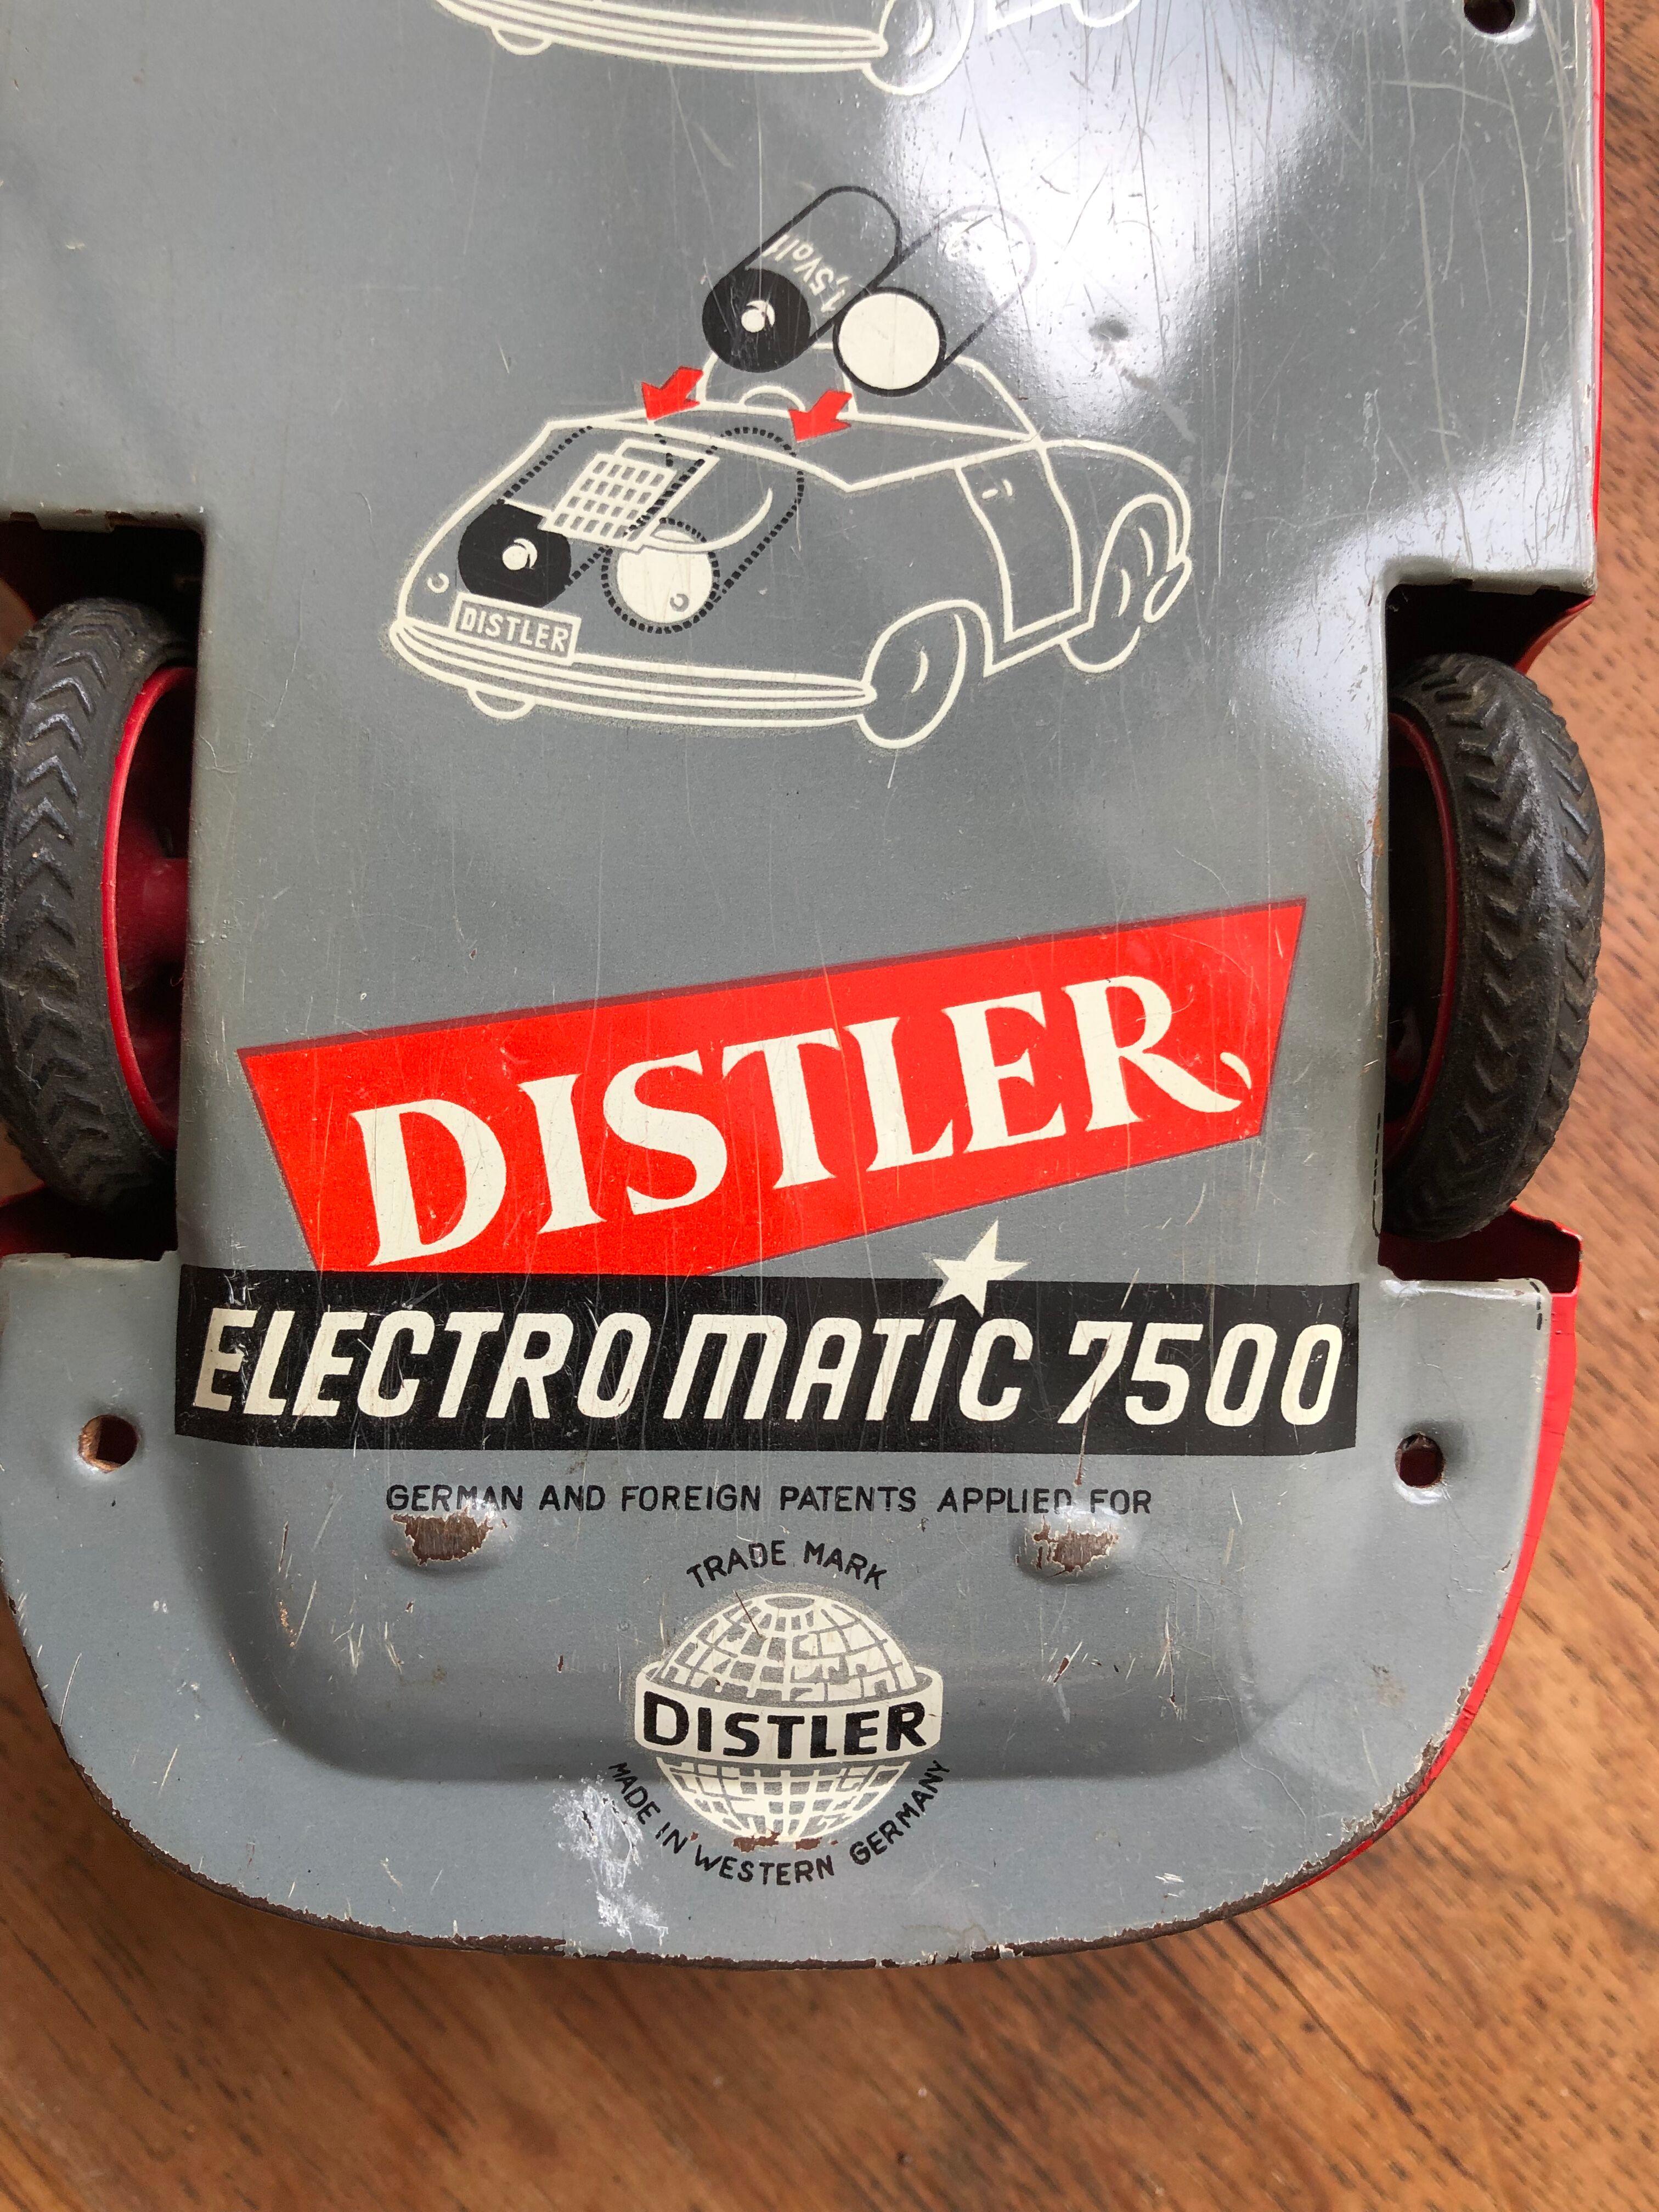 1,5Volt
DISTLER
DISTLER
ELECTROMATIC 7500
GERMAN AND FOREIGN PATENTS APPLIED FOR
TRADE MARK
DISTLER
MADE IN WESTERN GERMANY